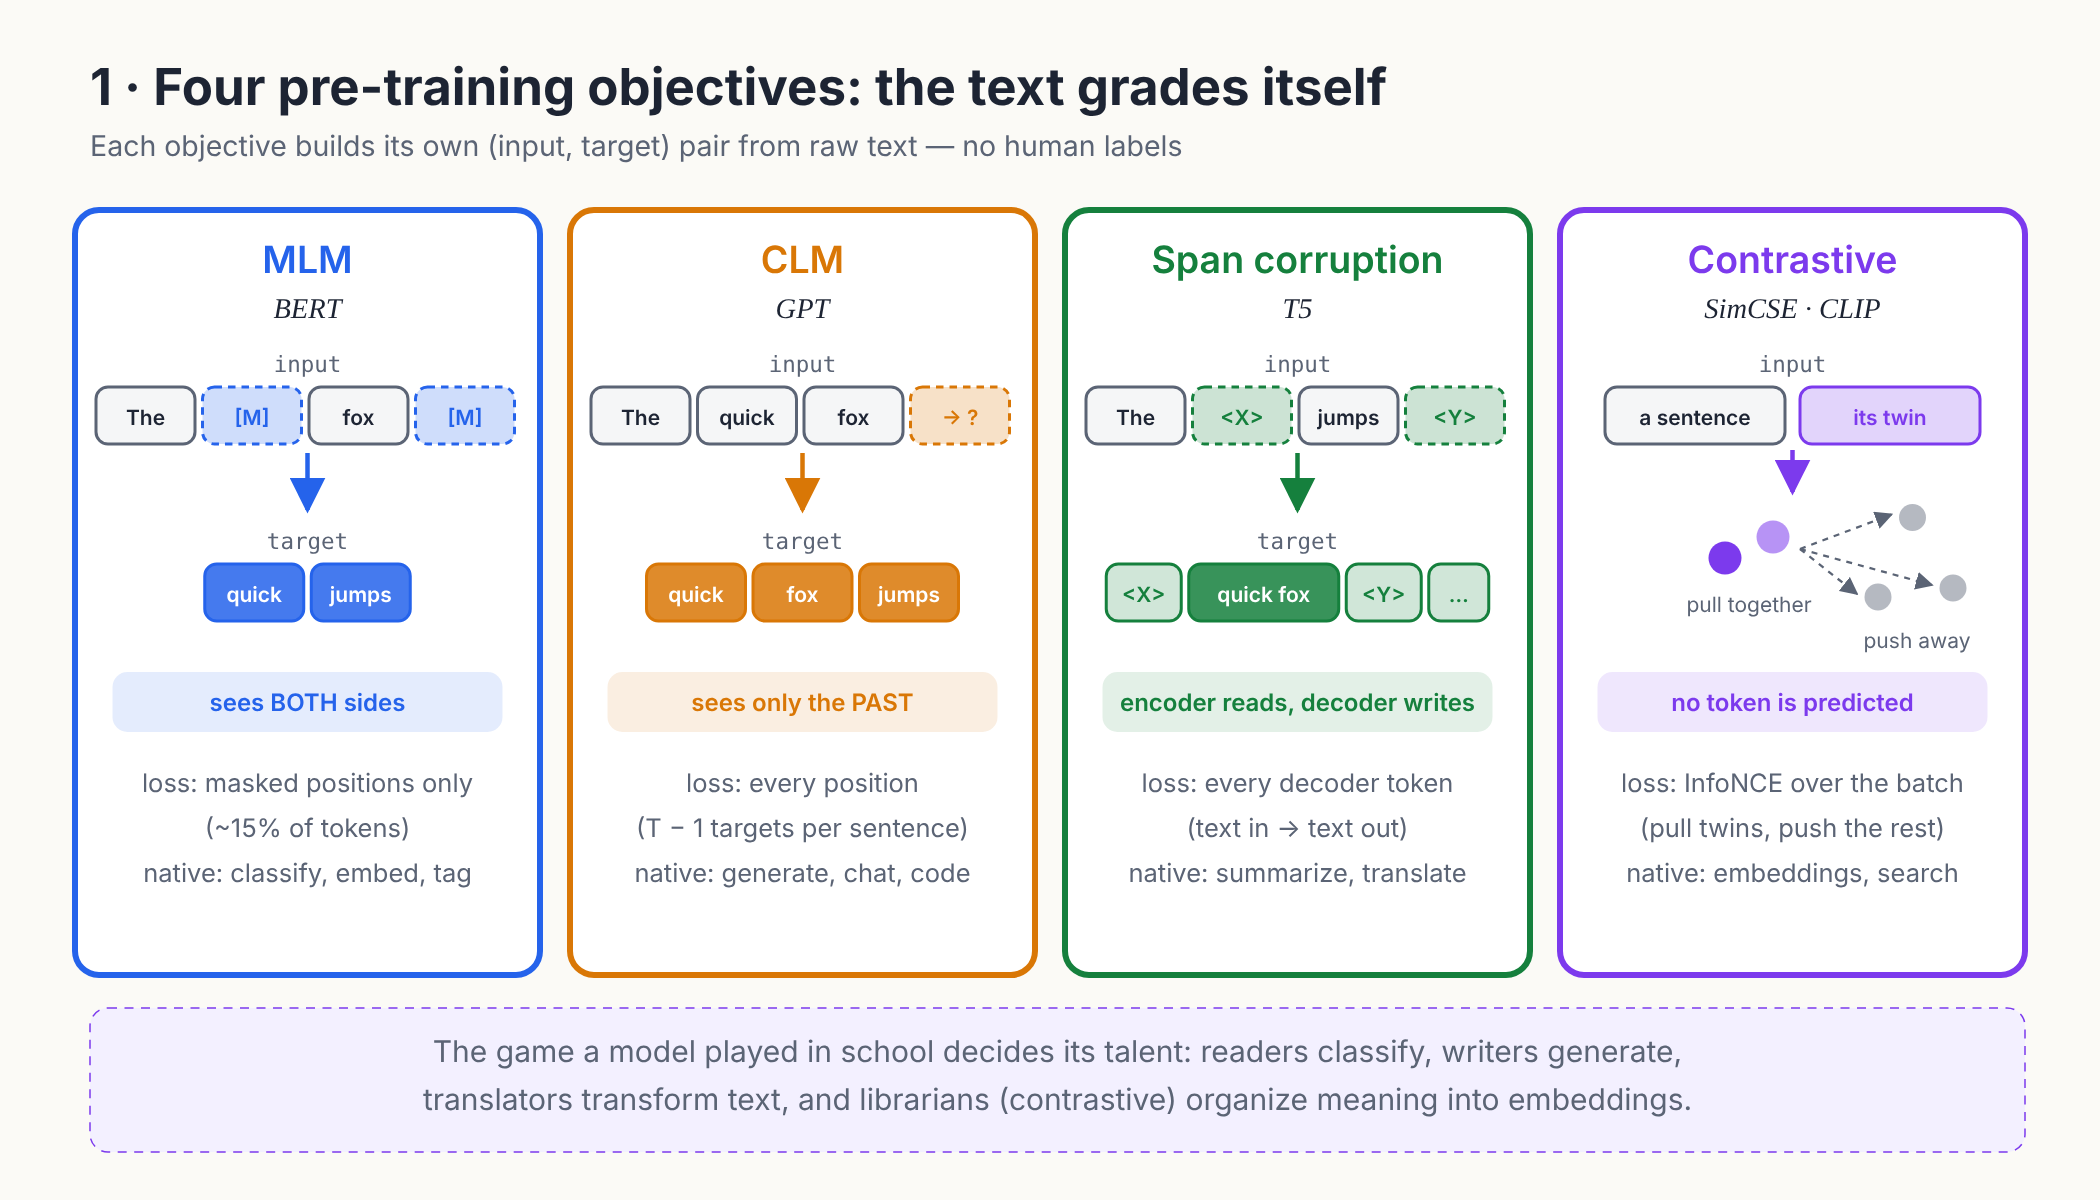 1 · Four pre-training objectives: the text grades itself
Each objective builds its own (input, target) pair from raw text — no human labels
MLM
BERT
input
The [M] fox [M]
target
quick jumps
sees BOTH sides
loss: masked positions only
(~15% of tokens)
native: classify, embed, tag
CLM
GPT
input
The quick fox → ?
target
quick fox jumps
sees only the PAST
loss: every position
(T − 1 targets per sentence)
native: generate, chat, code
Span corruption
T5
input
The <X> jumps <Y>
target
<X> quick fox <Y> ...
encoder reads, decoder writes
loss: every decoder token
(text in → text out)
native: summarize, translate
Contrastive
SimCSE · CLIP
input
a sentence its twin
pull together
push away
no token is predicted
loss: InfoNCE over the batch
(pull twins, push the rest)
native: embeddings, search
The game a model played in school decides its talent: readers classify, writers generate,
translators transform text, and librarians (contrastive) organize meaning into embeddings.